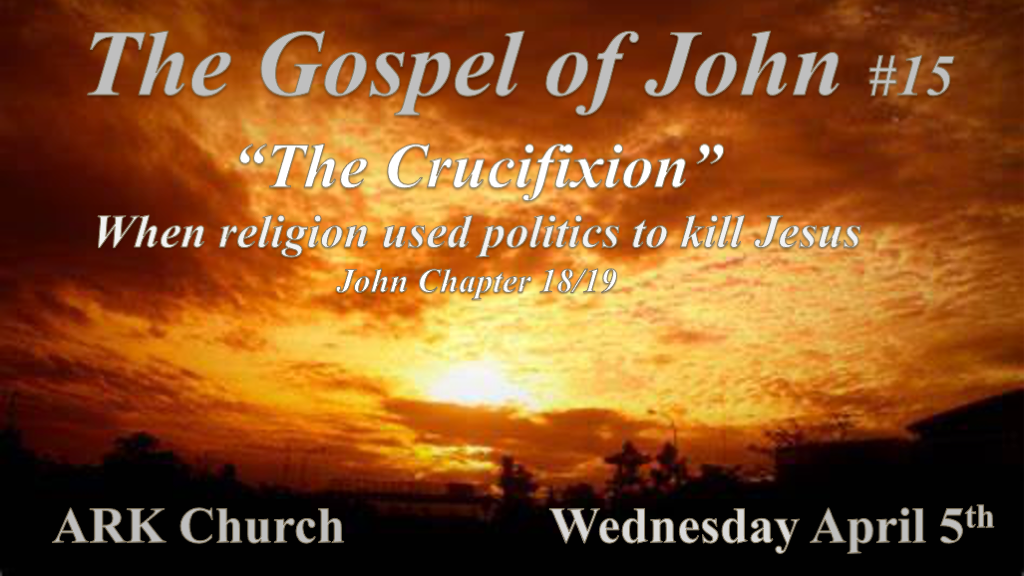 The Gospel of John #15
“The Crucifixion”
When religion used politics to kill Jesus
John Chapter 18/19
ARK Church
Wednesday April 5th